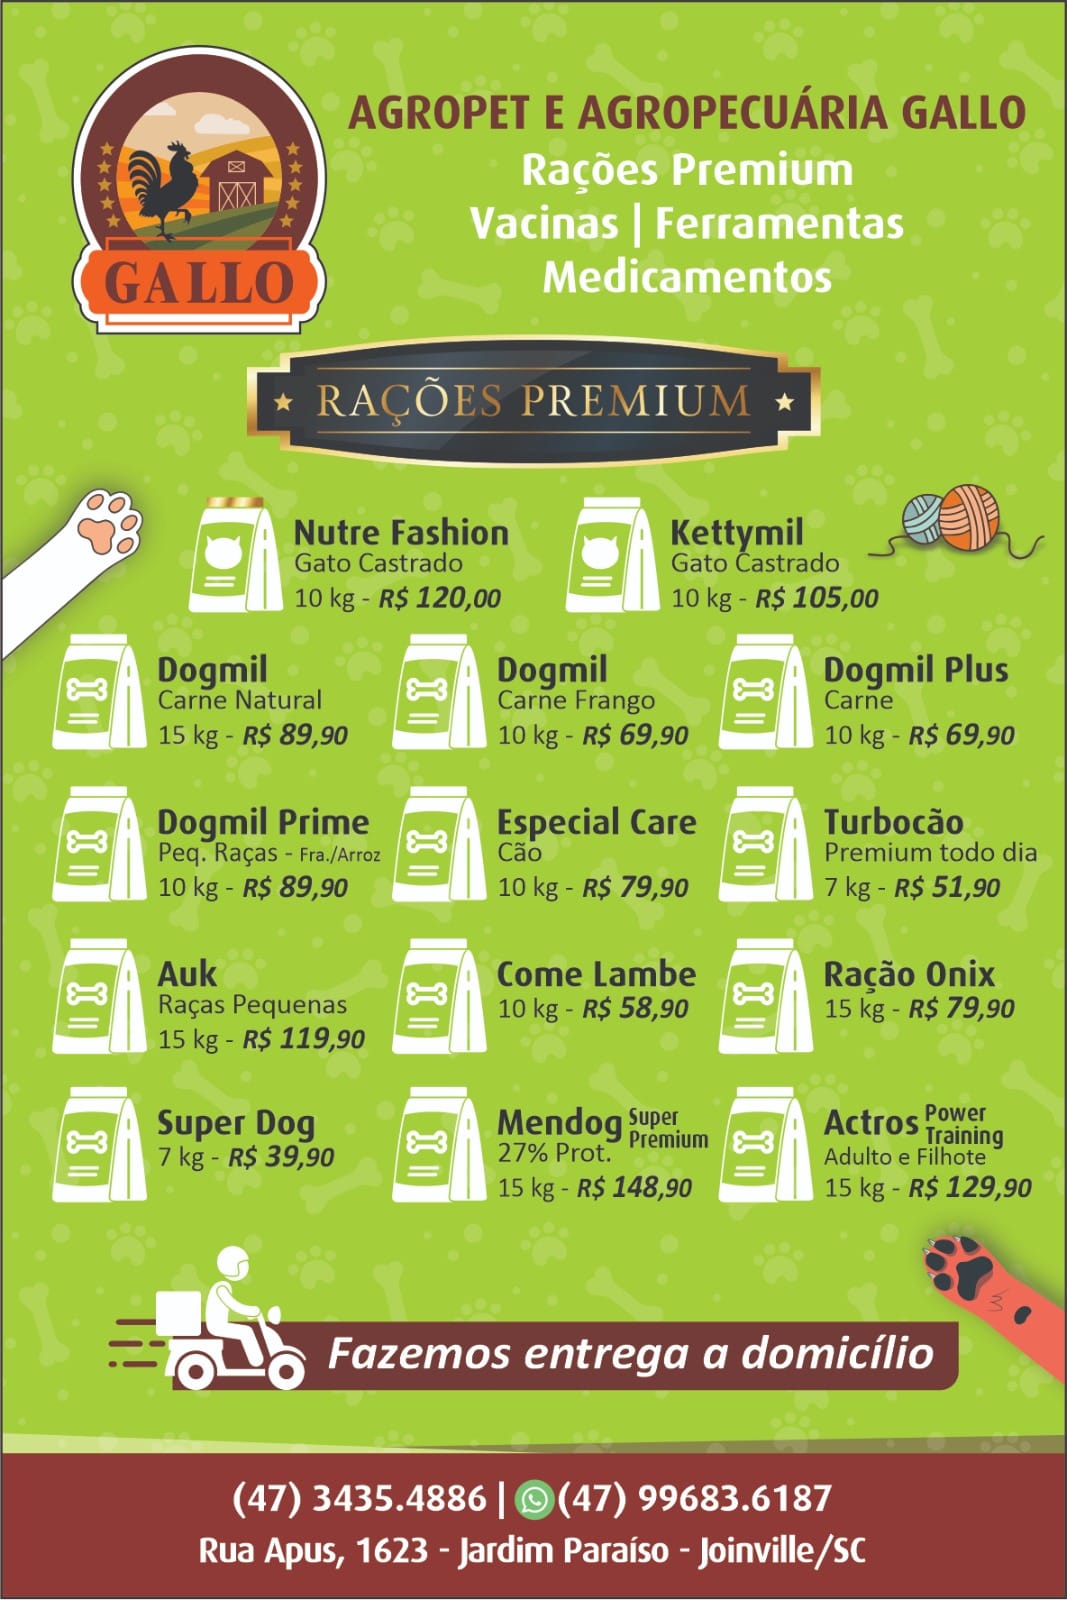 GALLO
AGROPET E AGROPECUÁRIA GALLO
Rações Premium
Vacinas | Ferramentas
Medicamentos
RAÇÕES PREMIUM
Nutre Fashion
Gato Castrado
10 kg - R$ 120,00
Kettymil
Gato Castrado
10 kg - R$ 105,00
Dogmil
Carne Natural
15 kg - R$ 89,90
Dogmil
Carne Frango
10 kg - R$ 69,90
Dogmil Plus
Carne
10 kg - R$ 69,90
Dogmil Prime
Peq. Raças - Fra./Arroz
10 kg - R$ 89,90
Especial Care
Cão
10 kg - R$ 79,90
Turbocão
Premium todo dia
7 kg - R$ 51,90
Auk
Raças Pequenas
15 kg - R$ 119,90
Come Lambe
10 kg - R$ 58,90
Ração Onix
15 kg - R$ 79,90
Super Dog
7 kg - R$ 39,90
Mendog Super Premium
27% Prot.
15 kg - R$ 148,90
Actros Power Training
Adulto e Filhote
15 kg - R$ 129,90
Fazemos entrega a domicílio
(47) 3435.4886 | (47) 99683.6187
Rua Apus, 1623 - Jardim Paraíso - Joinville/SC